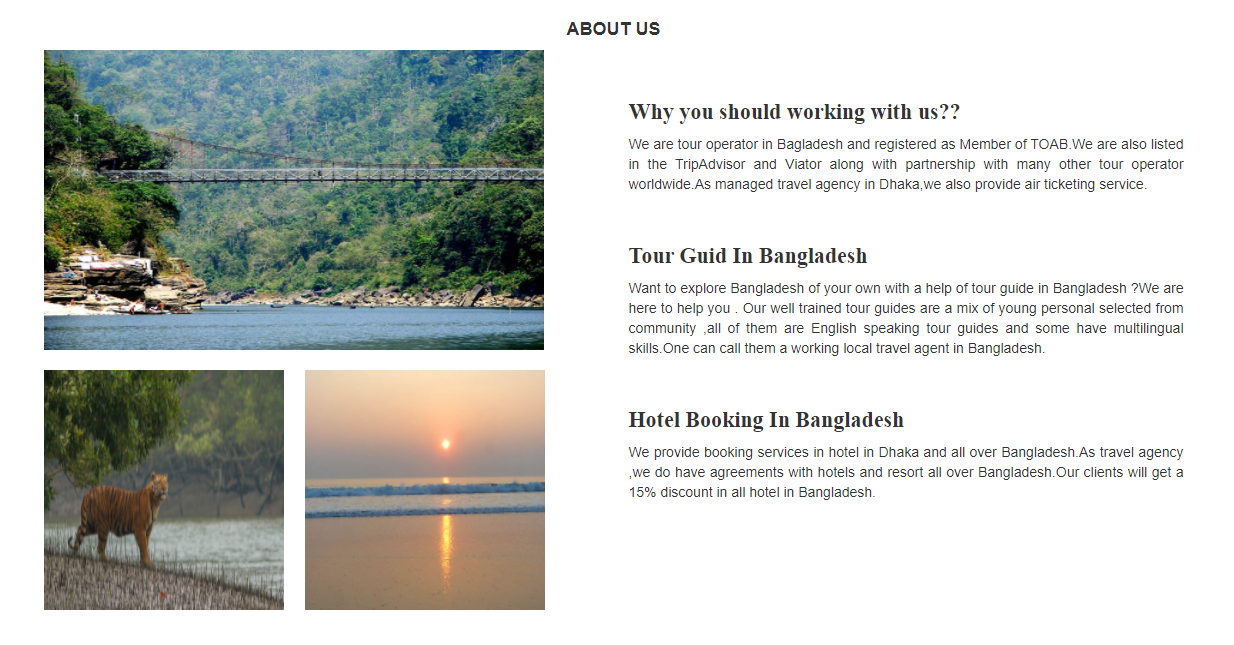 ABOUT US
Why you should working with us??
We are tour operator in Bagladesh and registered as Member of TOAB.We are also listed
in the TripAdvisor and Viator along with partnership with many other tour operator
worldwide.As managed travel agency in Dhaka,we also provide air ticketing service.
Tour Guid In Bangladesh
Want to explore Bangladesh of your own with a help of tour guide in Bangladesh ?We are
here to help you . Our well trained tour guides are a mix of young personal selected from
community ,all of them are English speaking tour guides and some have multilingual
skills.One can call them a working local travel agent in Bangladesh.
Hotel Booking In Bangladesh
We provide booking services in hotel in Dhaka and all over Bangladesh.As travel agency
,we do have agreements with hotels and resort all over Bangladesh.Our clients will get a
15% discount in all hotel in Bangladesh.